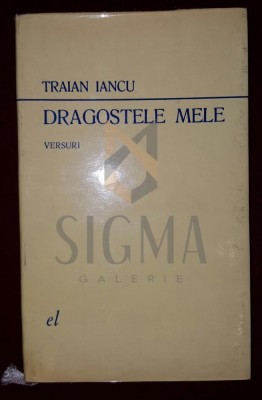 TRAIAN IANCU
DRAGOSTELE MELE
VERSURI
SIGMA
GALERIE
el